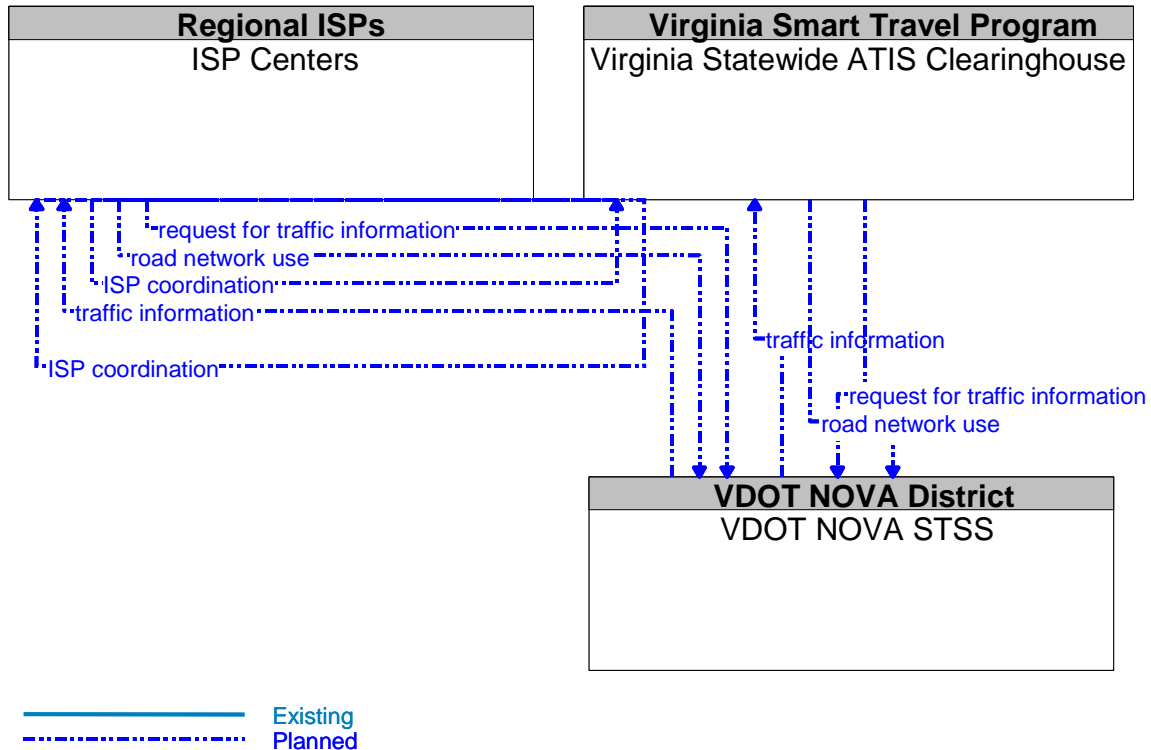 Regional ISPs
ISP Centers
Virginia Smart Travel Program
Virginia Statewide ATIS Clearinghouse
request for traffic information
road network use
ISP coordination
traffic information
ISP coordination
traffic information
request for traffic information
road network use
VDOT NOVA District
VDOT NOVA STSS
Existing
Planned